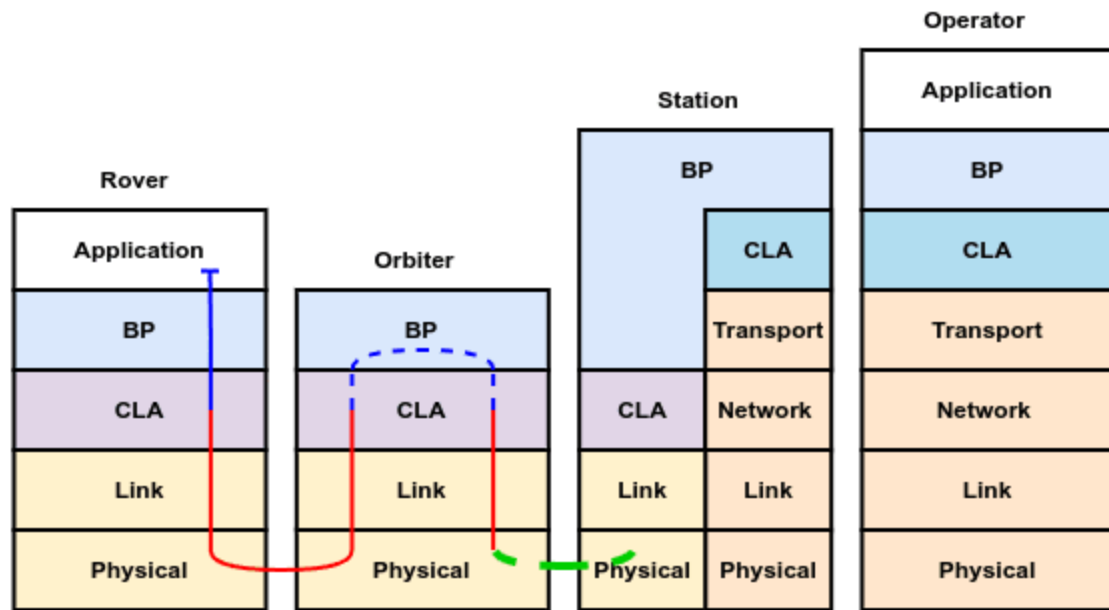 Operator
Application
Station
BP
BP
Rover
Application
CLA
CLA
Orbiter
BP
BP
Transport
Transport
CLA
CLA
CLA
Network
Network
Link
Link
Link
Link
Link
Physical
Physical
Physical
Physical
Physical